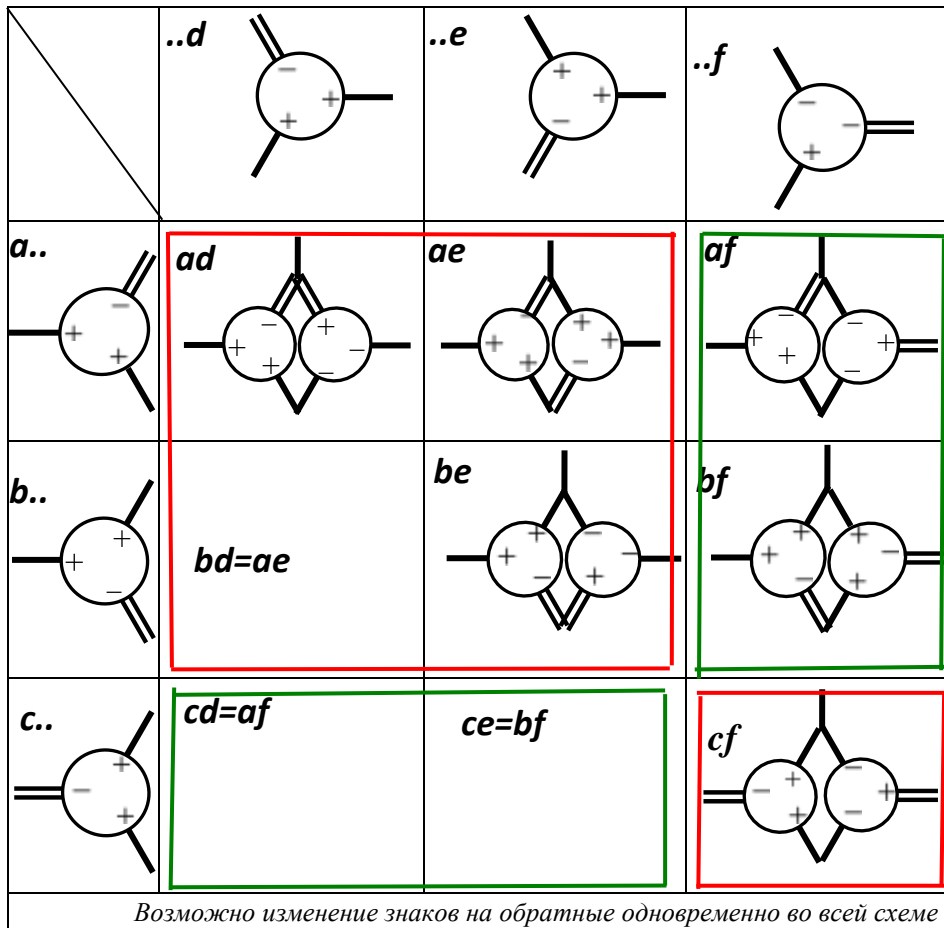 ..d
..e
..f
a..
ad
ae
af
b..
bd=ae
be
bf
c..
cd=af
ce=bf
cf
Возможно изменение знаков на обратные одновременно во всей схеме